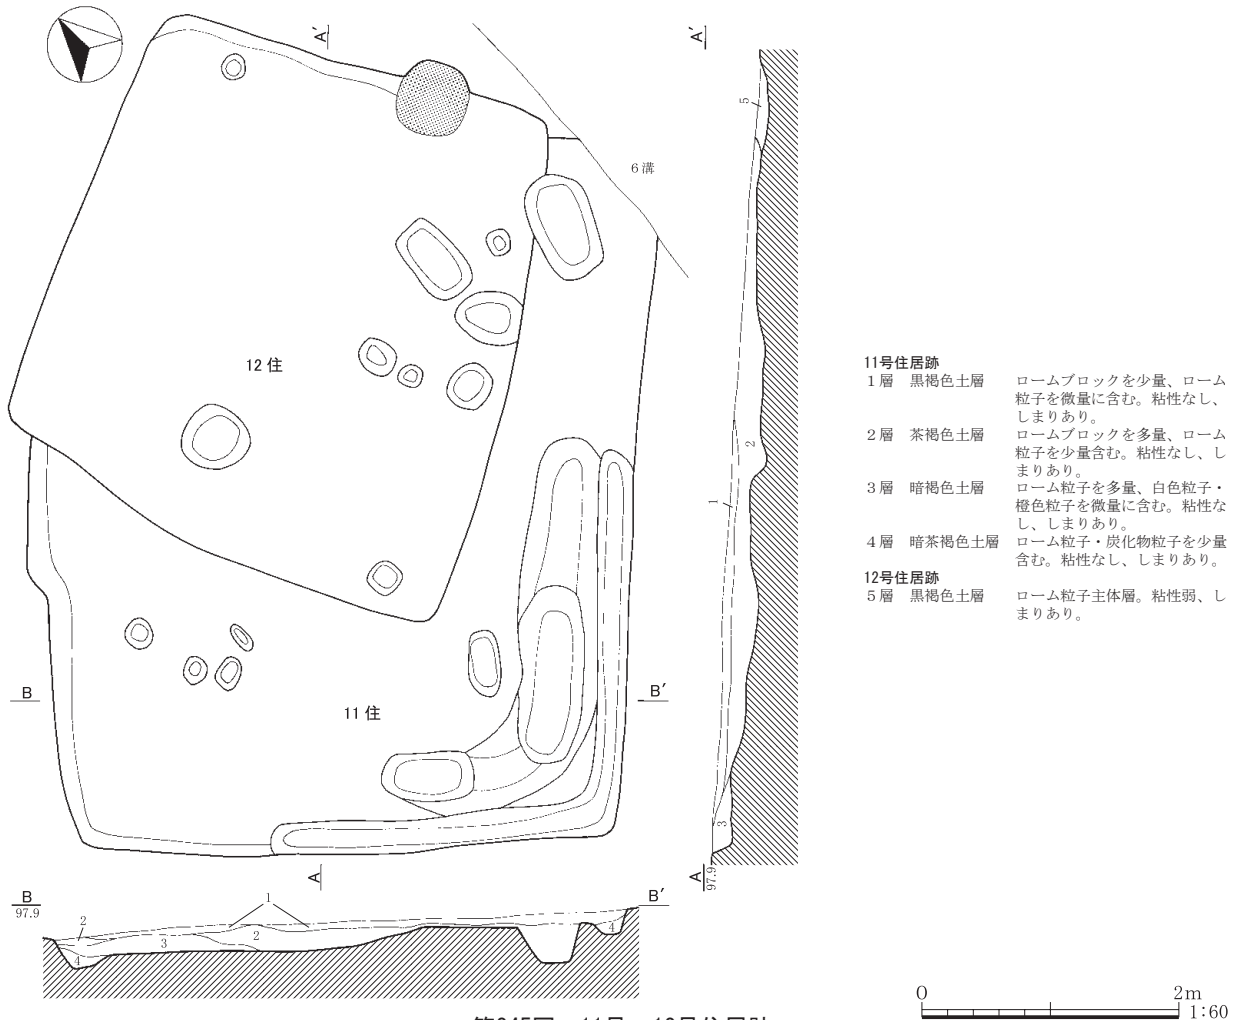 A′
A′
5
6溝
12住
2
1
11住
B
B′
3
A
A
97.9
B
97.9
B′
1
2
2
3
4
4
11号住居跡
1層 黒褐色土層 ロームブロックを少量、ローム
粒子を微量に含む。粘性なし、
しまりあり。
2層 茶褐色土層 ロームブロックを多量、ローム
粒子を少量含む。粘性なし、し
まりあり。
3層 暗褐色土層 ローム粒子を多量、白色粒子・
橙色粒子を微量に含む。粘性な
し、しまりあり。
4層 暗茶褐色土層 ローム粒子・炭化物粒子を少量
含む。粘性なし、しまりあり。
12号住居跡
5層 黒褐色土層 ローム粒子主体層。粘性弱、し
まりあり。
0 2m
1:60